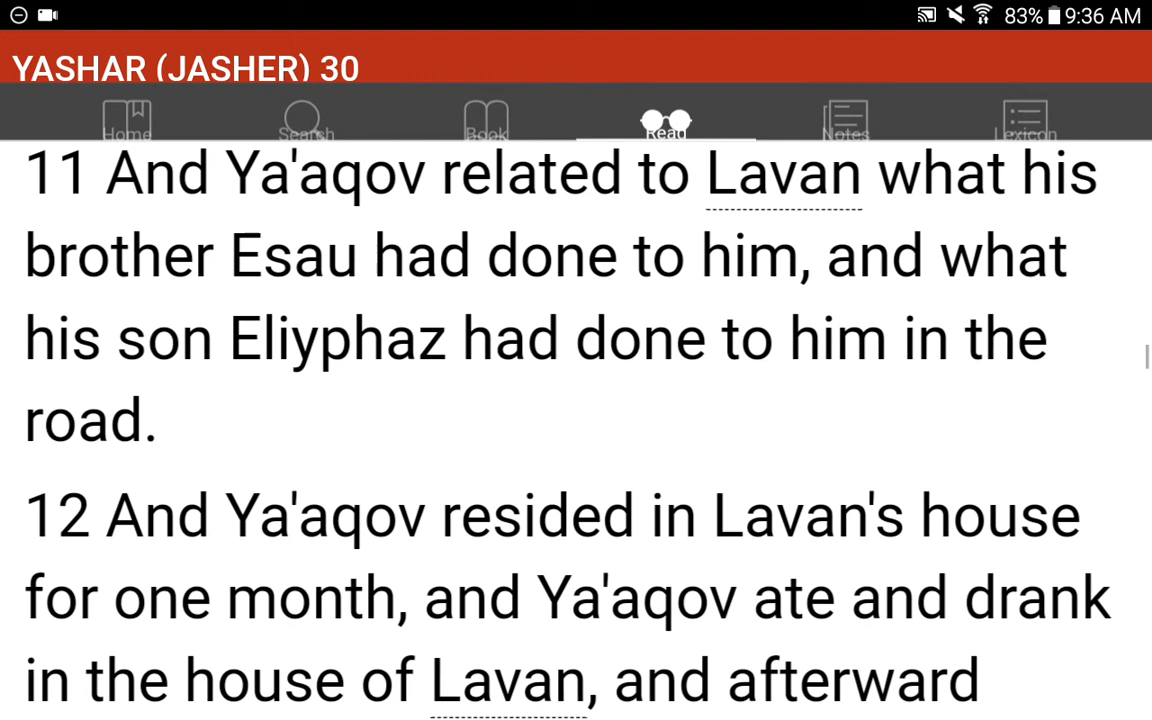 83% 9:36 AM
YASHAR (JASHER) 30
Home Search Book Read Notes Lexicon
11 And Ya'aqov related to Lavan what his
brother Esau had done to him, and what
his son Eliyphaz had done to him in the
road.
12 And Ya'aqov resided in Lavan's house
for one month, and Ya'aqov ate and drank
in the house of Lavan, and afterward